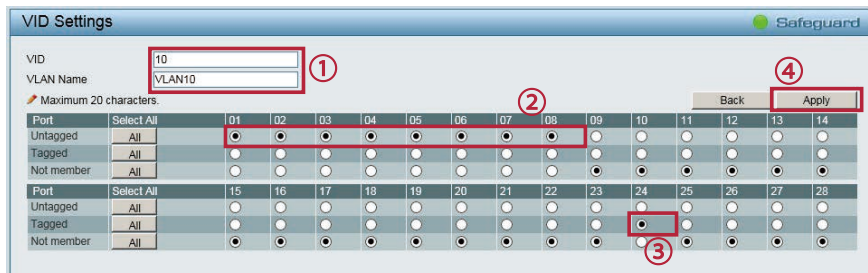 VID Settings
Safeguard
VID 10
VLAN Name VLAN10
①
②
④
Maximum 20 characters.
Back Apply
Port Select All 01 02 03 04 05 06 07 08 09 10 11 12 13 14
Untagged All
Tagged All
Not member All
Port Select All 15 16 17 18 19 20 21 22 23 24 25 26 27 28
Untagged All
Tagged All
Not member All
③